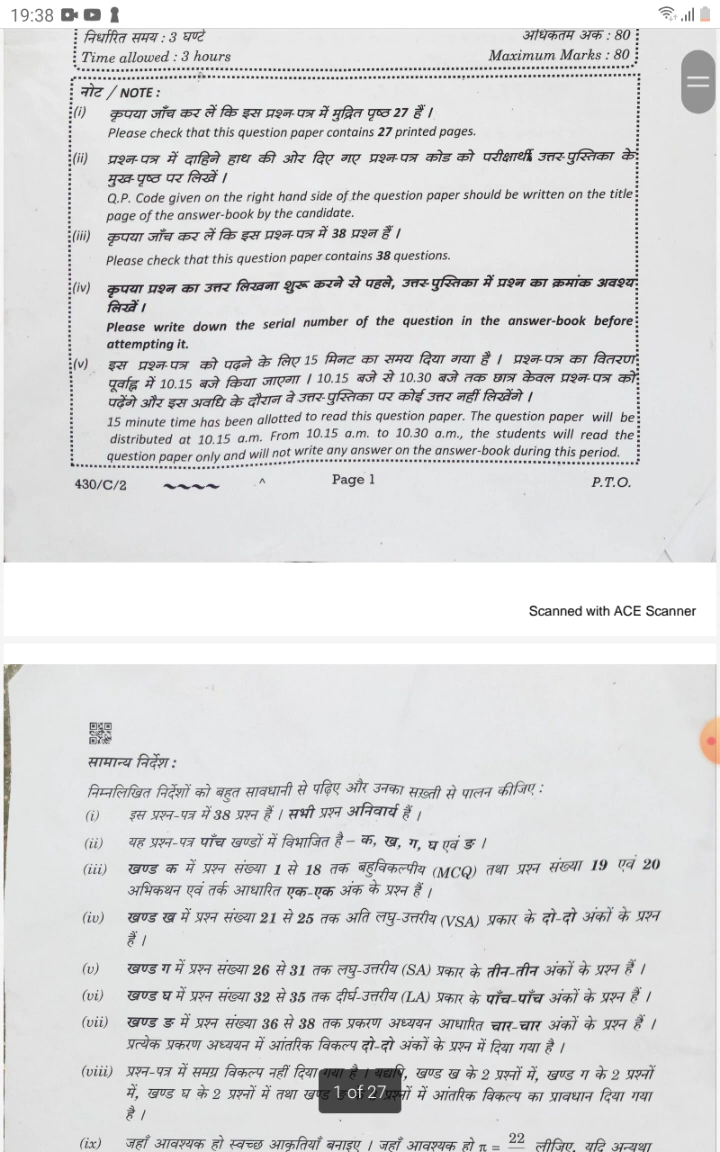 19:38
निर्धारित समय : 3 घण्टे अधिकतम अंक : 80
Time allowed : 3 hours Maximum Marks : 80
नोट / NOTE :
(i) कृपया जाँच कर लें कि इस प्रश्न-पत्र में मुद्रित पृष्ठ 27 हैं ।
Please check that this question paper contains 27 printed pages.
(ii) प्रश्न-पत्र में दाहिने हाथ की ओर दिए गए प्रश्न-पत्र कोड को परीक्षार्थी उत्तर-पुस्तिका के
मुख-पृष्ठ पर लिखें ।
Q.P. Code given on the right hand side of the question paper should be written on the title
page of the answer-book by the candidate.
(iii) कृपया जाँच कर लें कि इस प्रश्न-पत्र में 38 प्रश्न हैं ।
Please check that this question paper contains 38 questions.
(iv) कृपया प्रश्न का उत्तर लिखना शुरू करने से पहले, उत्तर-पुस्तिका में प्रश्न का क्रमांक अवश्य
लिखें ।
Please write down the serial number of the question in the answer-book before
attempting it.
(v) इस प्रश्न-पत्र को पढ़ने के लिए 15 मिनट का समय दिया गया है । प्रश्न-पत्र का वितरण
पूर्वाह्न में 10.15 बजे किया जाएगा । 10.15 बजे से 10.30 बजे तक छात्र केवल प्रश्न-पत्र को
पढ़ेंगे और इस अवधि के दौरान वे उत्तर-पुस्तिका पर कोई उत्तर नहीं लिखेंगे ।
15 minute time has been allotted to read this question paper. The question paper will be
distributed at 10.15 a.m. From 10.15 a.m. to 10.30 a.m., the students will read the
question paper only and will not write any answer on the answer-book during this period.
430/C/2 ^ Page 1 P.T.O.
Scanned with ACE Scanner
सामान्य निर्देश :
निम्नलिखित निर्देशों को बहुत सावधानी से पढ़िए और उनका सख़्ती से पालन कीजिए :
(i) इस प्रश्न-पत्र में 38 प्रश्न हैं । सभी प्रश्न अनिवार्य हैं ।
(ii) यह प्रश्न-पत्र पाँच खण्डों में विभाजित है – क, ख, ग, घ एवं ङ ।
(iii) खण्ड क में प्रश्न संख्या 1 से 18 तक बहुविकल्पीय (MCQ) तथा प्रश्न संख्या 19 एवं 20
अभिकथन एवं तर्क आधारित एक-एक अंक के प्रश्न हैं ।
(iv) खण्ड ख में प्रश्न संख्या 21 से 25 तक अति लघु-उत्तरीय (VSA) प्रकार के दो-दो अंकों के प्रश्न
हैं ।
(v) खण्ड ग में प्रश्न संख्या 26 से 31 तक लघु-उत्तरीय (SA) प्रकार के तीन-तीन अंकों के प्रश्न हैं ।
(vi) खण्ड घ में प्रश्न संख्या 32 से 35 तक दीर्घ-उत्तरीय (LA) प्रकार के पाँच-पाँच अंकों के प्रश्न हैं ।
(vii) खण्ड ङ में प्रश्न संख्या 36 से 38 तक प्रकरण अध्ययन आधारित चार-चार अंकों के प्रश्न हैं ।
प्रत्येक प्रकरण अध्ययन में आंतरिक विकल्प दो-दो अंकों के प्रश्न में दिया गया है ।
(viii) प्रश्न-पत्र में समग्र विकल्प नहीं दिया गया है । यद्यपि, खण्ड ख के 2 प्रश्नों में, खण्ड ग के 2 प्रश्नों
में, खण्ड घ के 2 प्रश्नों में तथा खण्ड 1 of 27 में आंतरिक विकल्प का प्रावधान दिया गया
है ।
(ix) जहाँ आवश्यक हो स्वच्छ आकृतियाँ बनाइए । जहाँ आवश्यक हो π = 22 लीजिए, यदि अन्यथा